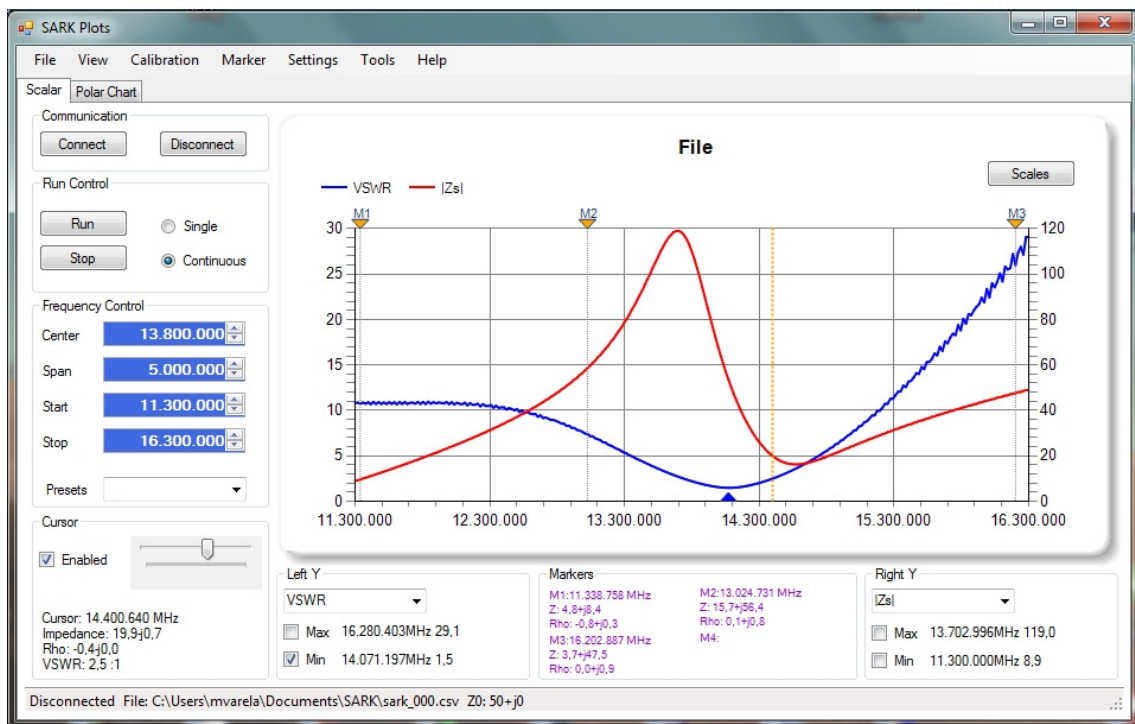 SARK Plots
File View Calibration Marker Settings Tools Help
Scalar Polar Chart
Communication
Connect Disconnect
Run Control
Run Single
Stop Continuous
Frequency Control
Center 13.800.000
Span 5.000.000
Start 11.300.000
Stop 16.300.000
Presets
Cursor
Enabled
Cursor: 14.400.640 MHz
Impedance: 19,9-j0,7
Rho: -0,4-j0,0
VSWR: 2,5 :1
File
Scales
VSWR |Zs|
M1 M2 M3
30 120
25 100
20 80
15 60
10 40
5 20
0 0
11.300.000 12.300.000 13.300.000 14.300.000 15.300.000 16.300.000
Left Y
VSWR
Max 16.280.403MHz 29,1
Min 14.071.197MHz 1,5
Markers
M1:11.338.758 MHz
Z: 4,8+j8,4
Rho: -0,8+j0,3
M3:16.202.887 MHz
Z: 3,7+j47,5
Rho: 0,0+j0,9
M2:13.024.731 MHz
Z: 15,7+j56,4
Rho: 0,1+j0,8
M4:
Right Y
|Zs|
Max 13.702.996MHz 119,0
Min 11.300.000MHz 8,9
Disconnected File: C:\Users\mvarela\Documents\SARK\sark_000.csv Z0: 50+j0